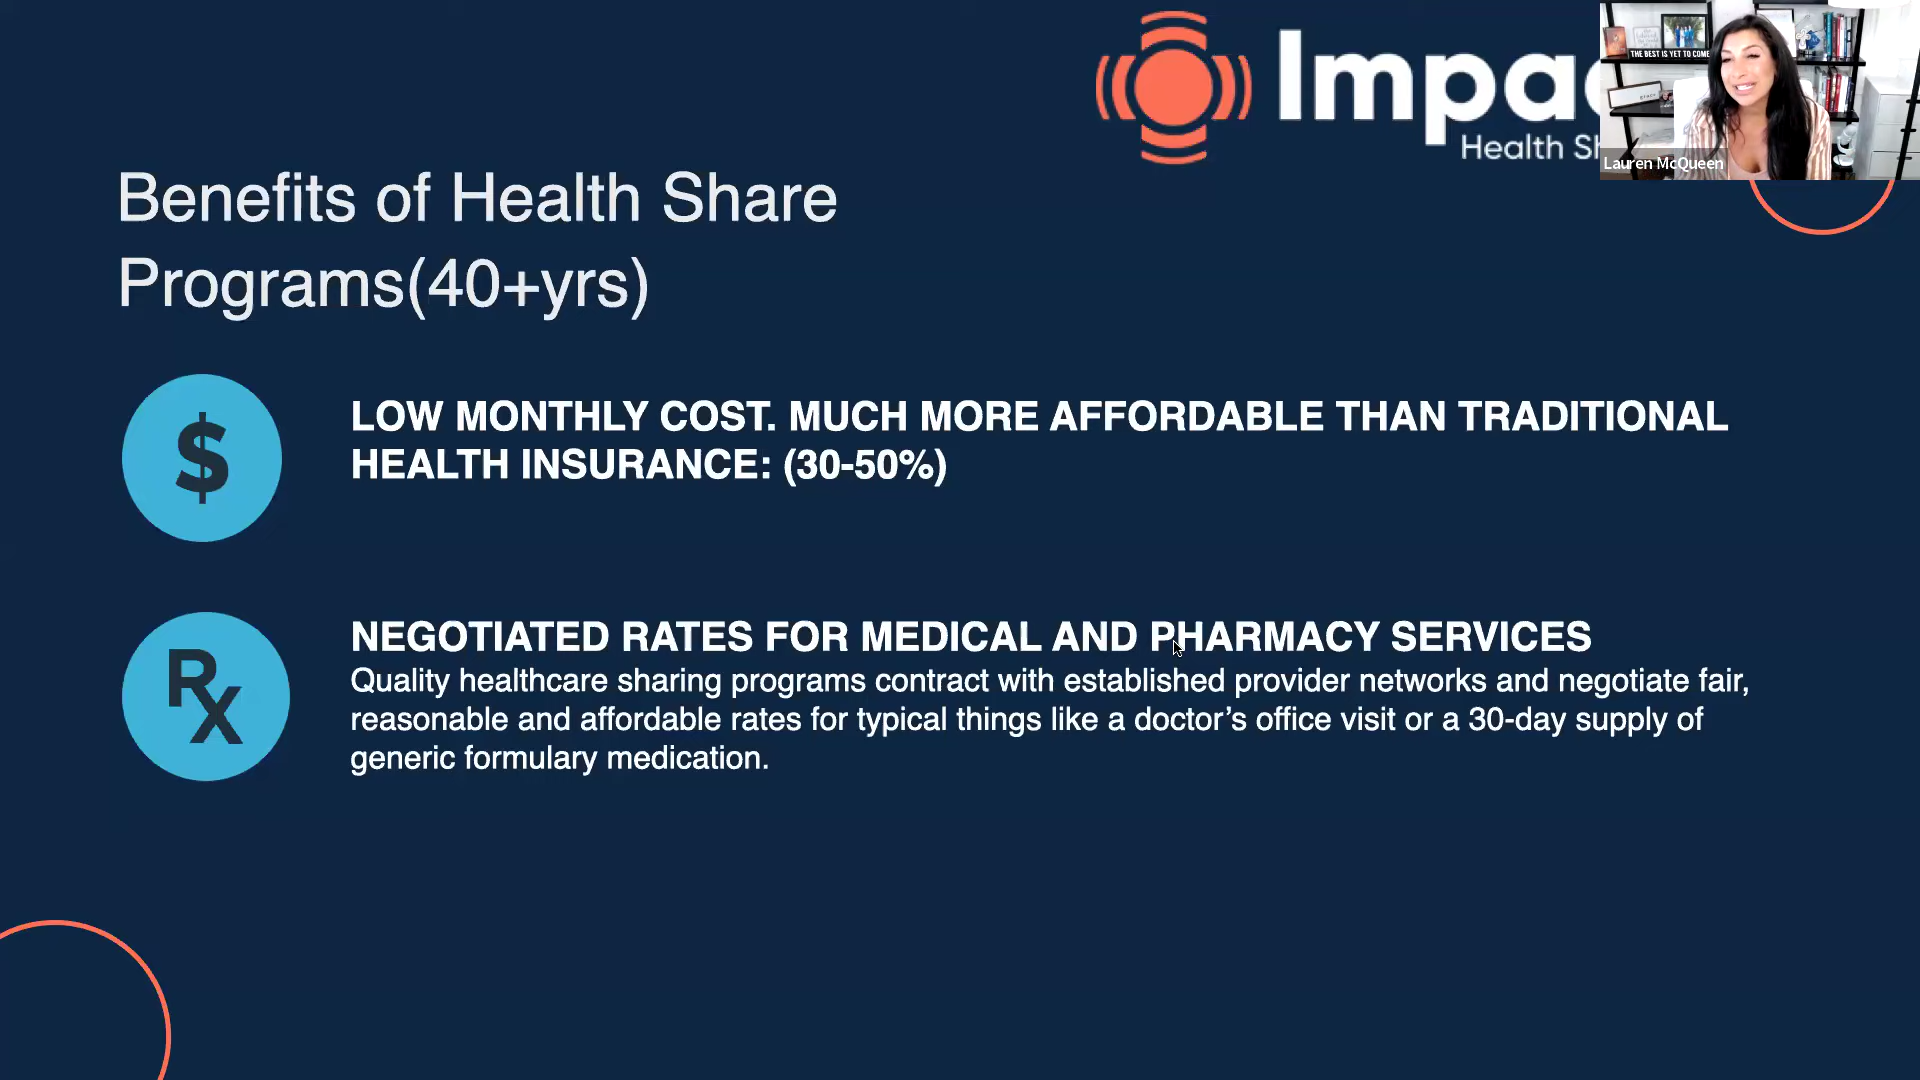 Impac
Health Sh
THE BEST IS YET TO COME
Lauren McQueen
Benefits of Health Share
Programs(40+yrs)
$
LOW MONTHLY COST. MUCH MORE AFFORDABLE THAN TRADITIONAL
HEALTH INSURANCE: (30-50%)
Rx
NEGOTIATED RATES FOR MEDICAL AND PHARMACY SERVICES
Quality healthcare sharing programs contract with established provider networks and negotiate fair,
reasonable and affordable rates for typical things like a doctor’s office visit or a 30-day supply of
generic formulary medication.